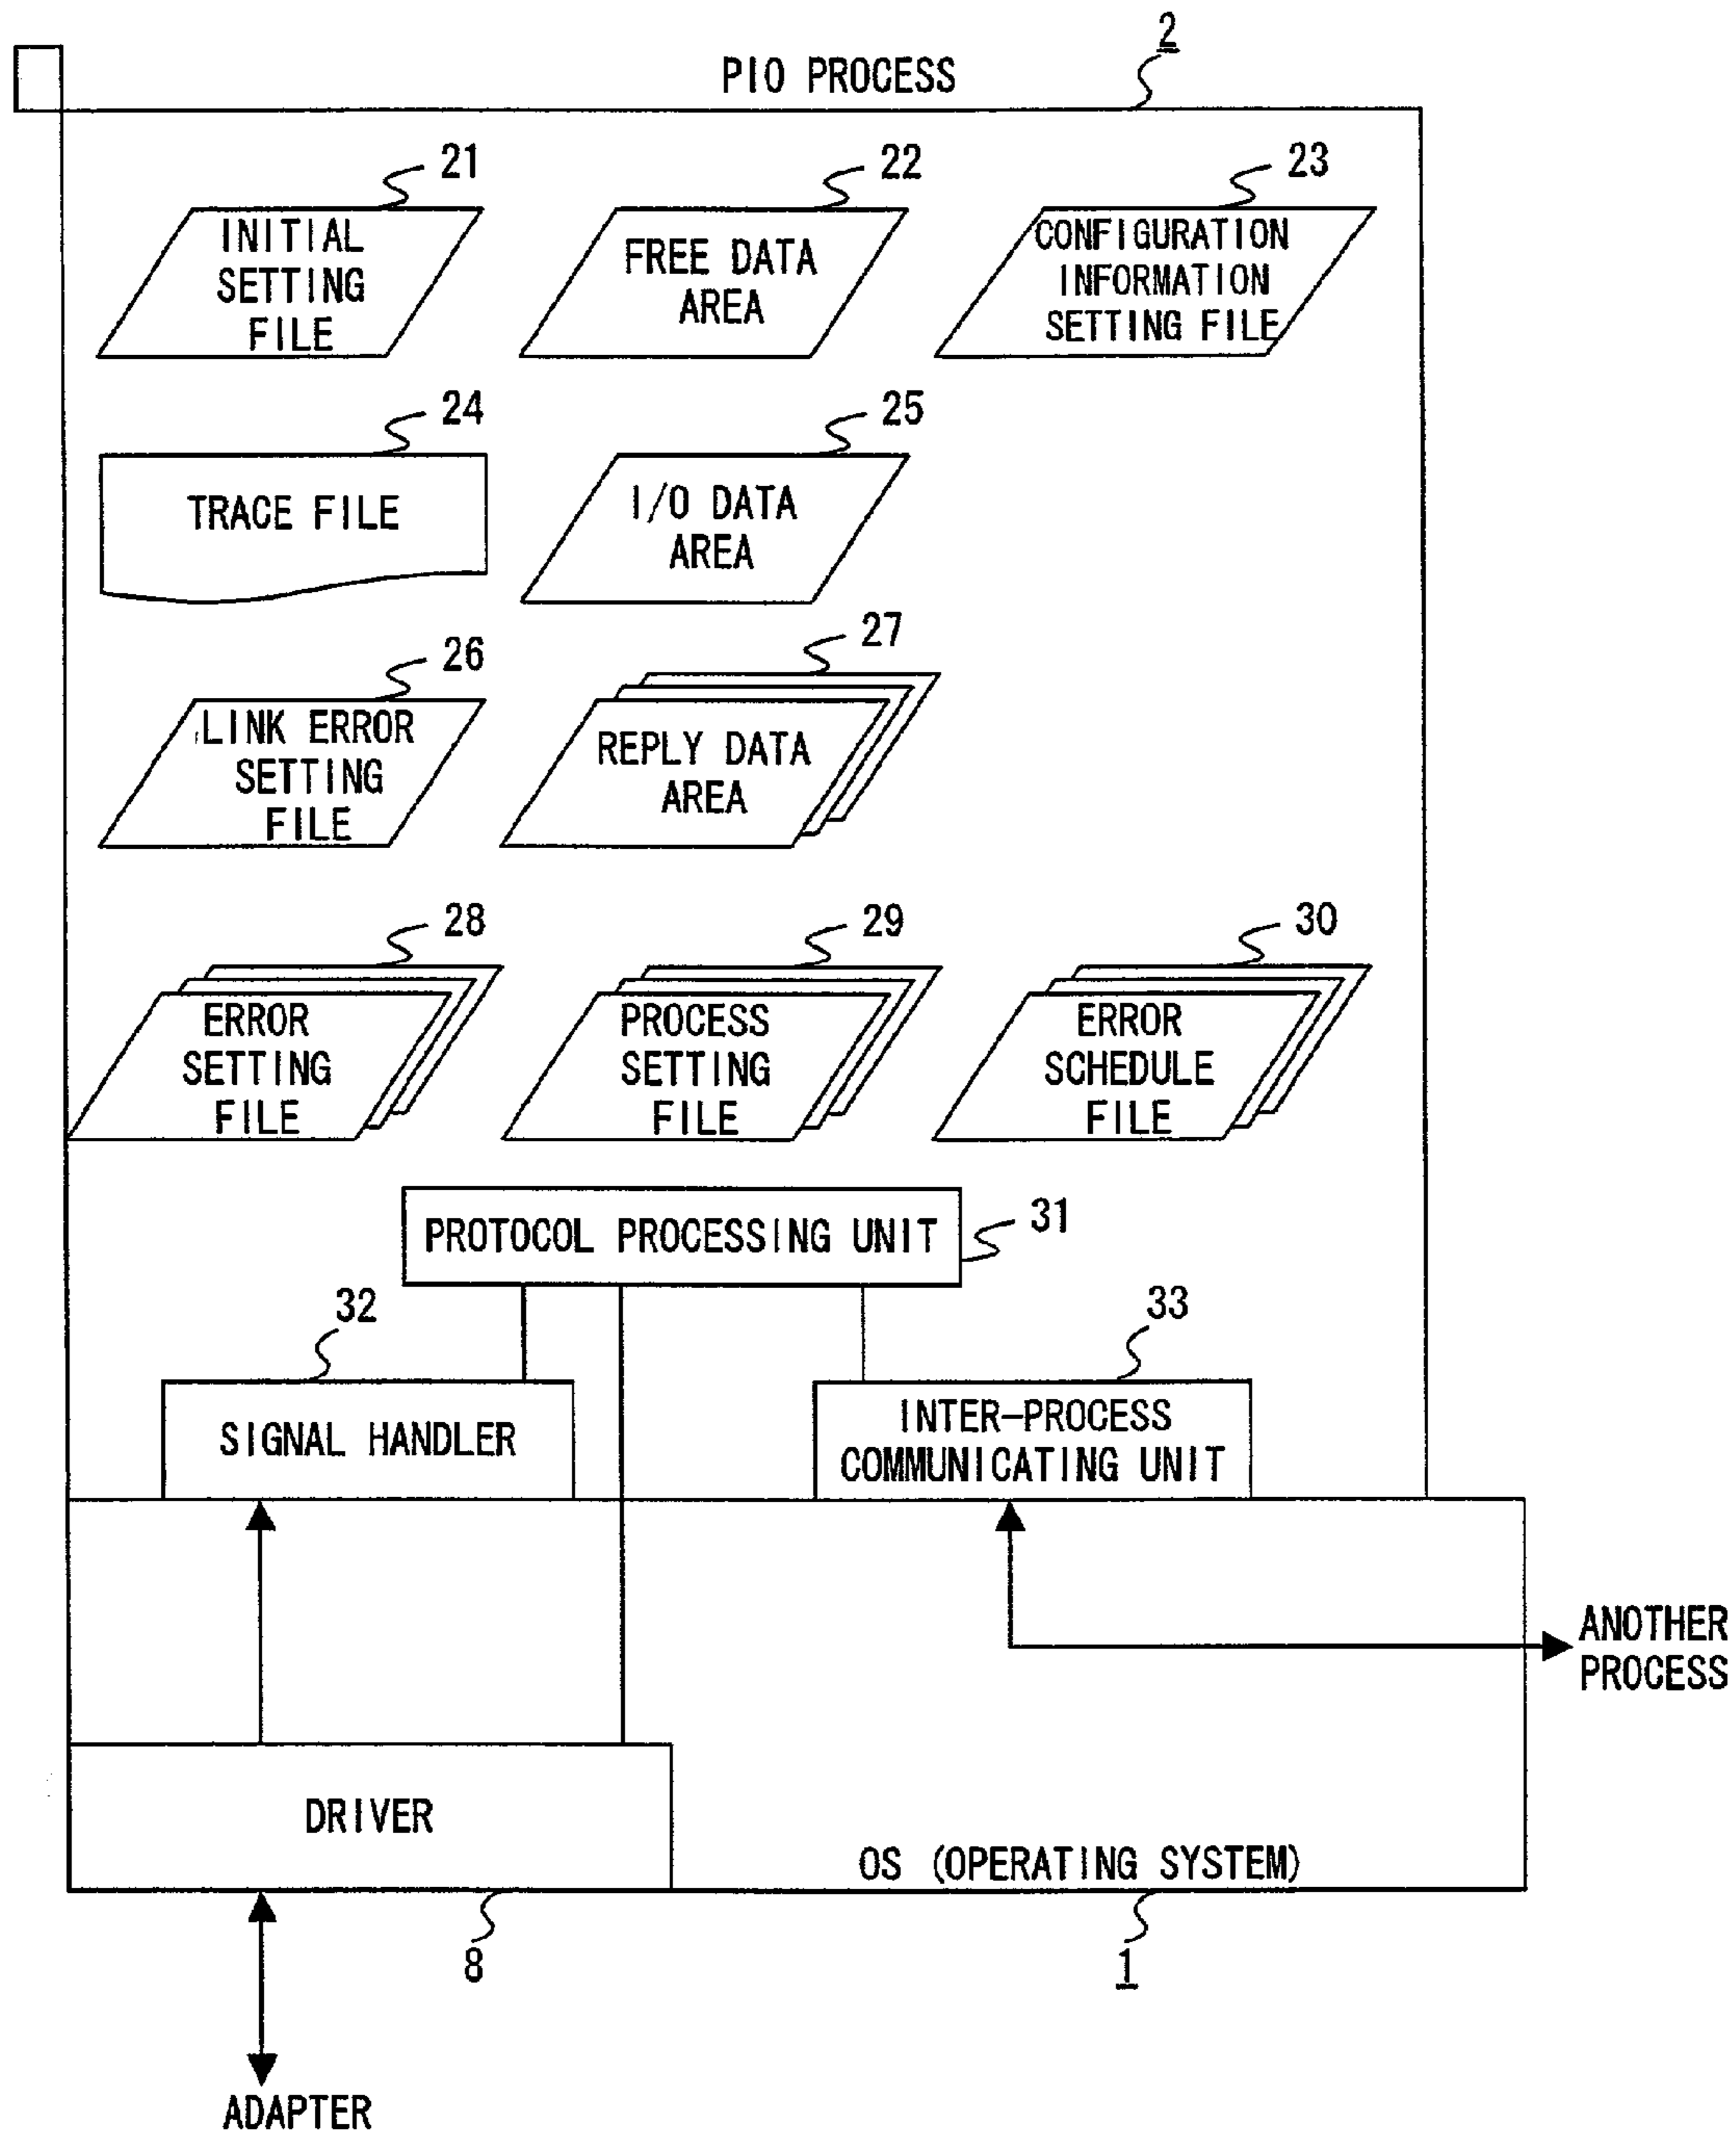 2
PIO PROCESS
21
22
23
INITIAL
SETTING
FILE
FREE DATA
AREA
CONFIGURATION
INFORMATION
SETTING FILE
24
25
TRACE FILE
I/O DATA
AREA
26
27
LINK ERROR
SETTING
FILE
REPLY DATA
AREA
28
29
30
ERROR
SETTING
FILE
PROCESS
SETTING
FILE
ERROR
SCHEDULE
FILE
PROTOCOL PROCESSING UNIT
31
32
33
SIGNAL HANDLER
INTER-PROCESS
COMMUNICATING UNIT
ANOTHER
PROCESS
DRIVER
OS (OPERATING SYSTEM)
8
1
ADAPTER